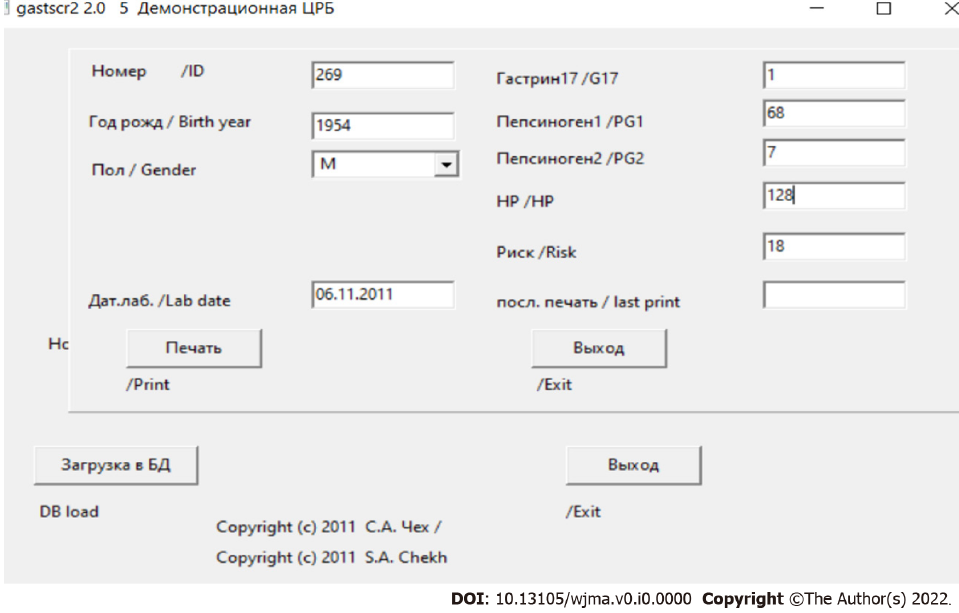 gastscr2 2.0 5 Демонстрационная ЦРБ
Номер /ID 269
Гастрин17 /G17 1
Год рожд / Birth year 1954
Пепсиноген1 /PG1 68
Пол / Gender М
Пепсиноген2 /PG2 7
HP /HP 128
Риск /Risk 18
Дат.лаб. /Lab date 06.11.2011
посл. печать / last print
Нс
Печать
Выход
/Print
/Exit
Загрузка в БД
Выход
DB load
/Exit
Copyright (c) 2011 С.А. Чех /
Copyright (c) 2011 S.A. Chekh
DOI: 10.13105/wjma.v0.i0.0000 Copyright ©The Author(s) 2022.